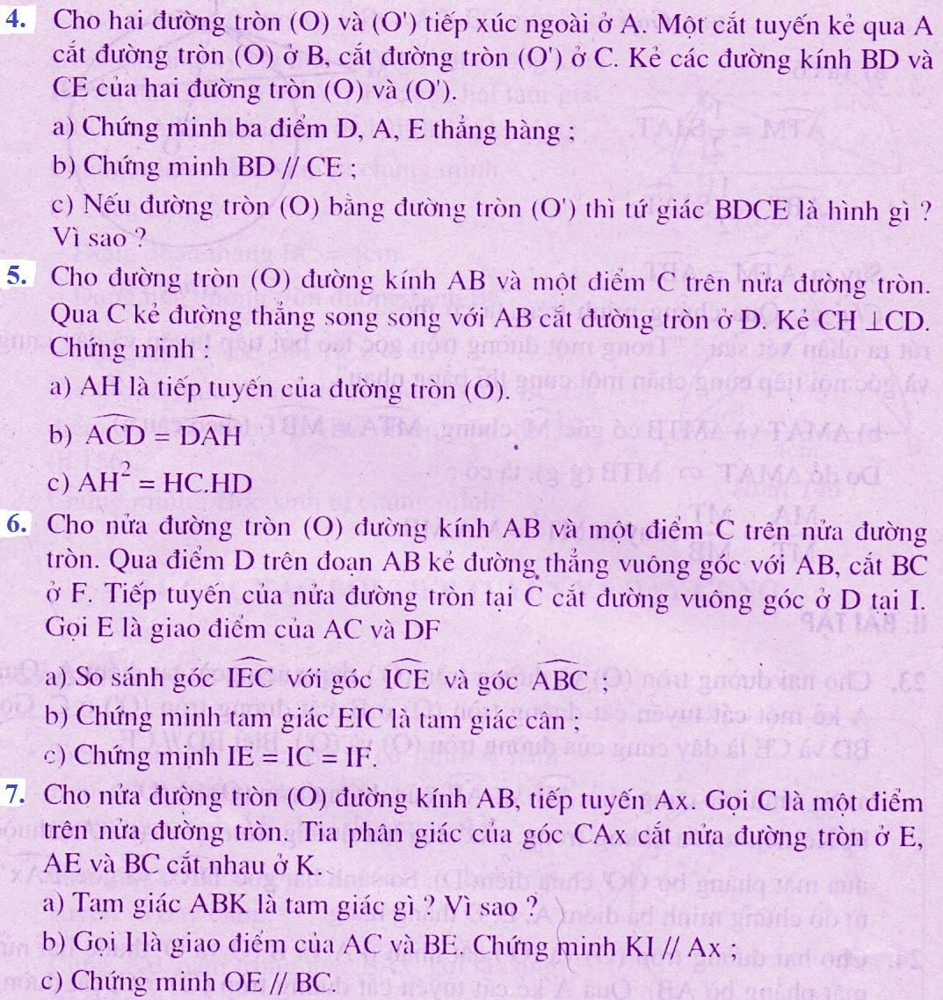 4. Cho hai đường tròn (O) và (O') tiếp xúc ngoài ở A. Một cắt tuyến kẻ qua A
cắt đường tròn (O) ở B, cắt đường tròn (O') ở C. Kẻ các đường kính BD và
CE của hai đường tròn (O) và (O').
a) Chứng minh ba điểm D, A, E thẳng hàng ;
b) Chứng minh BD // CE ;
c) Nếu đường tròn (O) bằng đường tròn (O') thì tứ giác BDCE là hình gì ?
Vì sao ?
5. Cho đường tròn (O) đường kính AB và một điểm C trên nửa đường tròn.
Qua C kẻ đường thẳng song song với AB cắt đường tròn ở D. Kẻ CH ⊥CD.
Chứng minh :
a) AH là tiếp tuyến của đường tròn (O).
b) \widehat{ACD} = \widehat{DAH}
c) AH² = HC.HD
6. Cho nửa đường tròn (O) đường kính AB và một điểm C trên nửa đường
tròn. Qua điểm D trên đoạn AB kẻ đường thẳng vuông góc với AB, cắt BC
ở F. Tiếp tuyến của nửa đường tròn tại C cắt đường vuông góc ở D tại I.
Gọi E là giao điểm của AC và DF
a) So sánh góc \widehat{IEC} với góc \widehat{ICE} và góc \widehat{ABC} ;
b) Chứng minh tam giác EIC là tam giác cân ;
c) Chứng minh IE = IC = IF.
7. Cho nửa đường tròn (O) đường kính AB, tiếp tuyến Ax. Gọi C là một điểm
trên nửa đường tròn. Tia phân giác của góc CAx cắt nửa đường tròn ở E,
AE và BC cắt nhau ở K.
a) Tam giác ABK là tam giác gì ? Vì sao ?
b) Gọi I là giao điểm của AC và BE. Chứng minh KI // Ax ;
c) Chứng minh OE // BC.